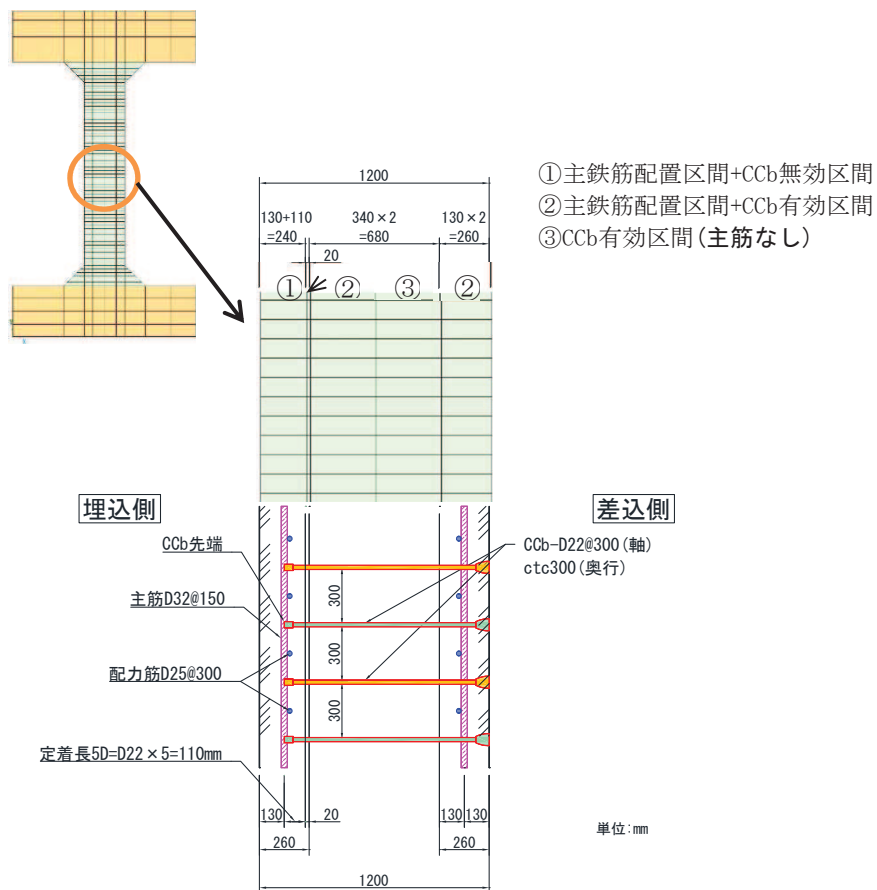 ①主鉄筋配置区間+CCb無効区間
②主鉄筋配置区間+CCb有効区間
③CCb有効区間(主筋なし)
1200
130+110
=240
340×2
=680
130×2
=260
20
①
②
③
②
埋込側
差込側
CCb先端
主筋D32@150
配力筋D25@300
定着長5D=D22×5=110mm
CCb-D22@300(軸)
ctc300(奥行)
300
300
300
130
20
130
130
260
260
1200
単位:mm